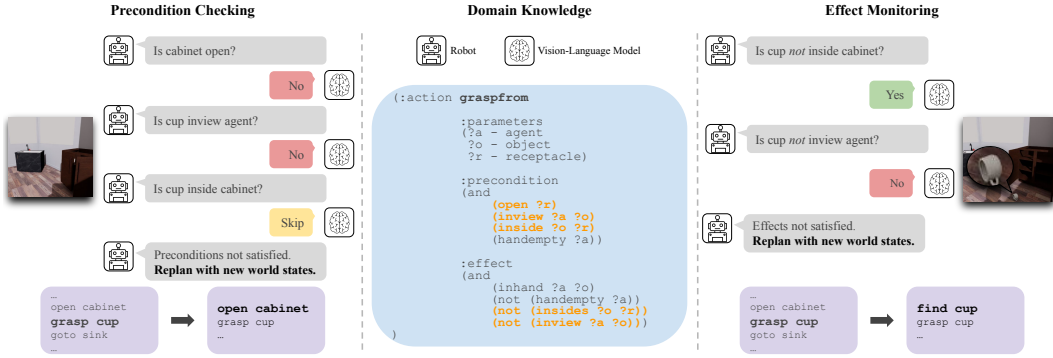 Precondition Checking
Is cabinet open?
No
Is cup inview agent?
No
Is cup inside cabinet?
Skip
Preconditions not satisfied.
Replan with new world states.
…
open cabinet
grasp cup
goto sink
…
open cabinet
grasp cup
…
Domain Knowledge
Robot
Vision-Language Model
(:action graspfrom
:parameters
(?a - agent
?o - object
?r - receptacle)
:precondition
(and
(open ?r)
(inview ?a ?o)
(inside ?o ?r)
(handempty ?a))
:effect
(and
(inhand ?a ?o)
(not (handempty ?a))
(not (insides ?o ?r))
(not (inview ?a ?o)))
)
Effect Monitoring
Is cup not inside cabinet?
Yes
Is cup not inview agent?
No
Effects not satisfied.
Replan with new world states.
…
open cabinet
grasp cup
goto sink
…
find cup
grasp cup
…